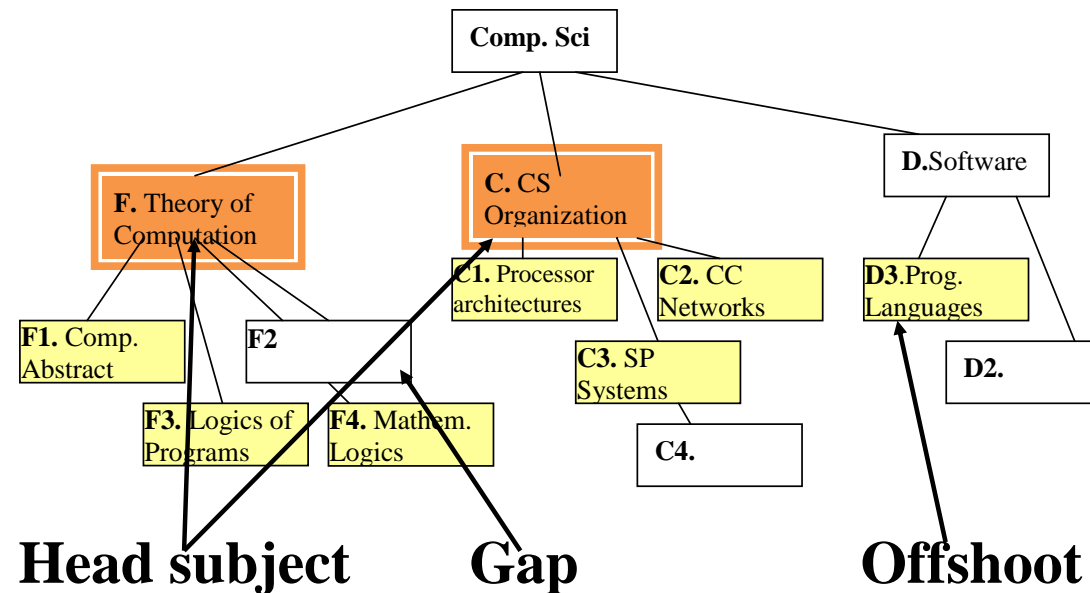 Comp. Sci
F. Theory of
Computation
C. CS
Organization
D.Software
C1. Processor
architectures
C2. CC
Networks
D3.Prog.
Languages
F1. Comp.
Abstract
F2
C3. SP
Systems
D2.
F3. Logics of
Programs
F4. Mathem.
Logics
C4.
Head subject
Gap
Offshoot